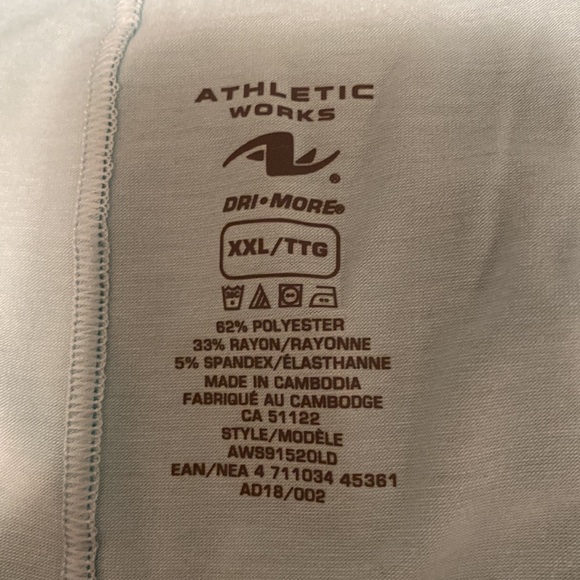 ATHLETIC
WORKS
DRI•MORE®
XXL/TTG
62% POLYESTER
33% RAYON/RAYONNE
5% SPANDEX/ÉLASTHANNE
MADE IN CAMBODIA
FABRIQUÉ AU CAMBODGE
CA 51122
STYLE/MODÈLE
AWS91520LD
EAN/NEA 4 711034 45361
AD18/002